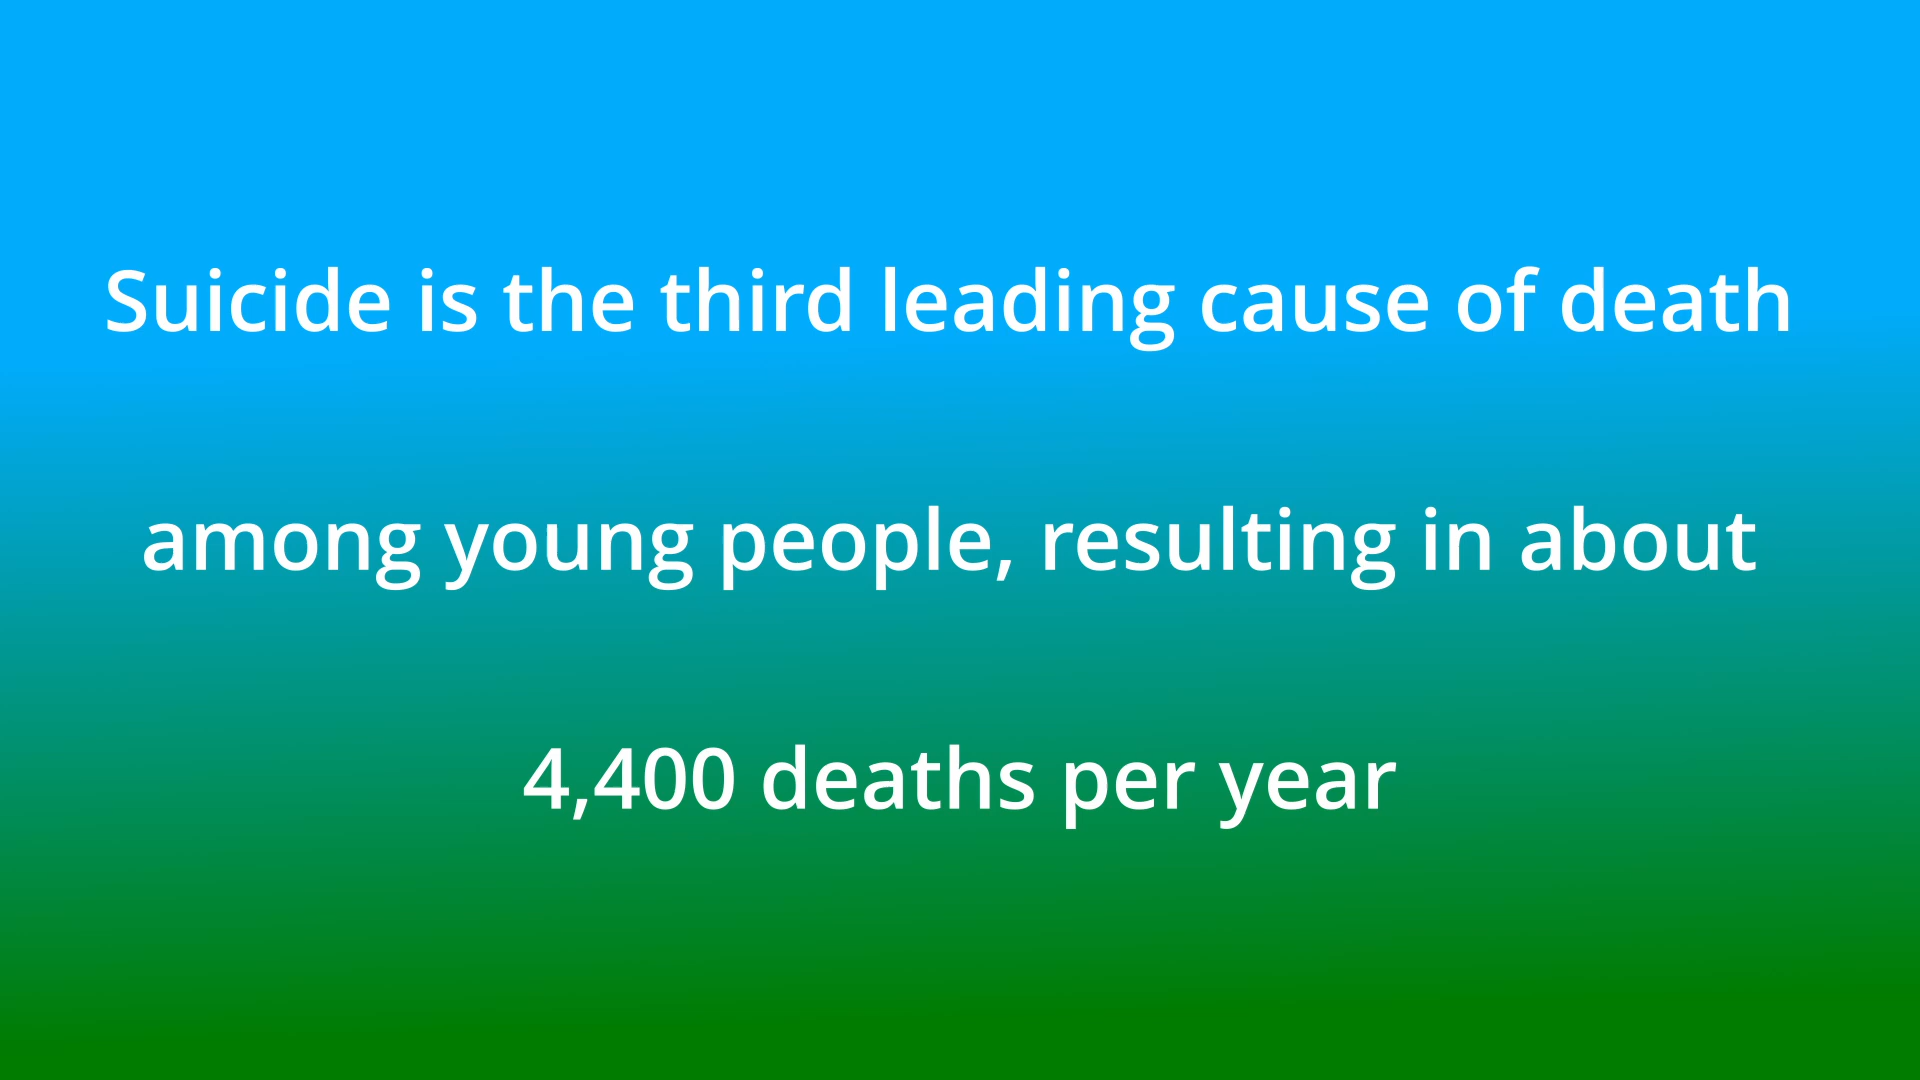 Suicide is the third leading cause of death
among young people, resulting in about
4,400 deaths per year